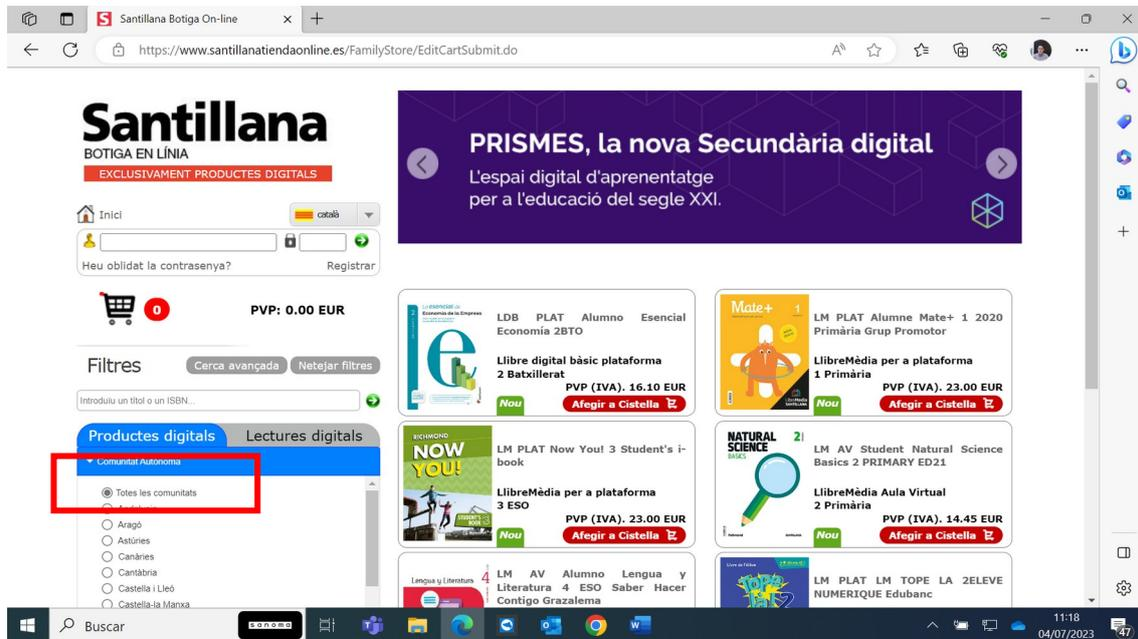 Santillana Botiga On-line
https://www.santillanatiendaonline.es/FamilyStore/EditCartSubmit.do
Santillana
BOTIGA EN LÍNIA
EXCLUSIVAMENT PRODUCTES DIGITALS
PRISMES, la nova Secundària digital
L'espai digital d'aprenentatge
per a l'educació del segle XXI.
Inici
català
Heu oblidat la contrasenya?
Registrar
0
PVP: 0.00 EUR
Filtres
Cerca avançada
Netejar filtres
Introduïu un títol o un ISBN...
Productes digitals
Lectures digitals
Comunitat Autònoma
Totes les comunitats
Aragó
Astúries
Canàries
Cantàbria
Castella i Lleó
Castella-la Manxa
Economía de la Empresa
LDB PLAT Alumno Esencial
Economía 2BTO
Llibre digital bàsic plataforma
2 Batxillerat
PVP (IVA). 16.10 EUR
Nou
Afegir a Cistella
Mate+ 1
LM PLAT Alumne Mate+ 1 2020
Primària Grup Promotor
LlibreMèdia per a plataforma
1 Primària
PVP (IVA). 23.00 EUR
Nou
Afegir a Cistella
RICHMOND
NOW
YOU!
STUDENT'S
BOOK 3
LM PLAT Now You! 3 Student's i-
book
LlibreMèdia per a plataforma
3 ESO
PVP (IVA). 23.00 EUR
Nou
Afegir a Cistella
NATURAL
SCIENCE
BASICS
2
LM AV Student Natural Science
Basics 2 PRIMARY ED21
LlibreMèdia Aula Virtual
2 Primària
PVP (IVA). 14.45 EUR
Nou
Afegir a Cistella
Lengua y Literatura 4
LM AV Alumno Lengua y
Literatura 4 ESO Saber Hacer
Contigo Grazalema
LM PLAT LM TOPE LA 2ELEVE
NUMERIQUE Edubanc
Buscar
sanoma
11:18
04/07/2023
47